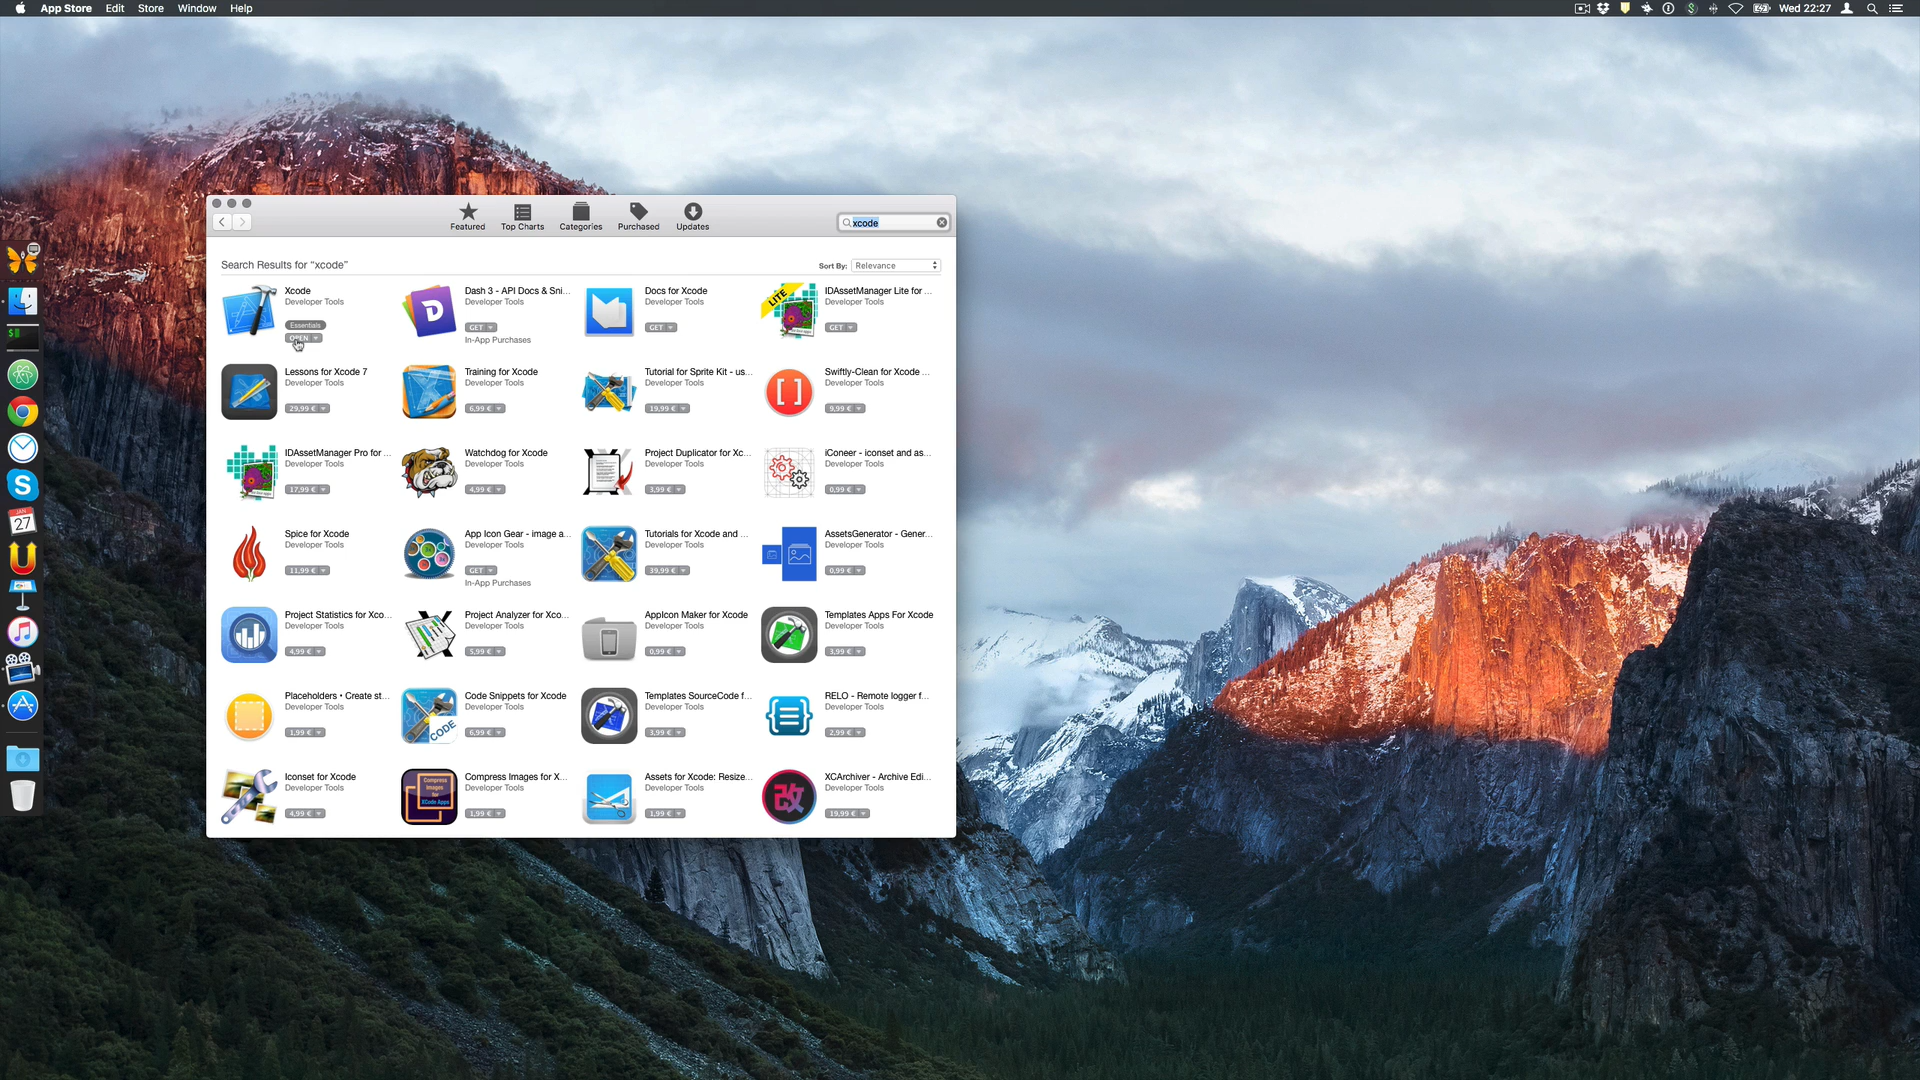 App Store Edit Store Window Help
Wed 22:27
Featured Top Charts Categories Purchased Updates
xcode
Search Results for “xcode”
Sort By: Relevance
Xcode
Developer Tools
Essentials
OPEN
Dash 3 - API Docs & Sni...
Developer Tools
GET
In-App Purchases
Docs for Xcode
Developer Tools
GET
LITE
IDAssetManager Lite for ...
Developer Tools
GET
Lessons for Xcode 7
Developer Tools
29,99 €
Training for Xcode
Developer Tools
6,99 €
Tutorial for Sprite Kit - us...
Developer Tools
19,99 €
Swiftly-Clean for Xcode ...
Developer Tools
9,99 €
IDAssetManager Pro for ...
Developer Tools
17,99 €
Watchdog for Xcode
Developer Tools
4,99 €
Project Duplicator for Xc...
Developer Tools
3,99 €
iConeer - iconset and as...
Developer Tools
0,99 €
Spice for Xcode
Developer Tools
11,99 €
App Icon Gear - image a...
Developer Tools
GET
In-App Purchases
Tutorials for Xcode and ...
Developer Tools
39,99 €
AssetsGenerator - Gener...
Developer Tools
0,99 €
Project Statistics for Xco...
Developer Tools
4,99 €
Project Analyzer for Xco...
Developer Tools
5,99 €
AppIcon Maker for Xcode
Developer Tools
0,99 €
Templates Apps For Xcode
Developer Tools
3,99 €
Placeholders • Create st...
Developer Tools
1,99 €
CODE
Code Snippets for Xcode
Developer Tools
6,99 €
Templates SourceCode f...
Developer Tools
3,99 €
RELO - Remote logger f...
Developer Tools
2,99 €
Iconset for Xcode
Developer Tools
4,99 €
Compress
Images
for
XCode Apps
Compress Images for X...
Developer Tools
1,99 €
Assets for Xcode: Resize...
Developer Tools
1,99 €
改
XCArchiver - Archive Edi...
Developer Tools
19,99 €
JAN
27